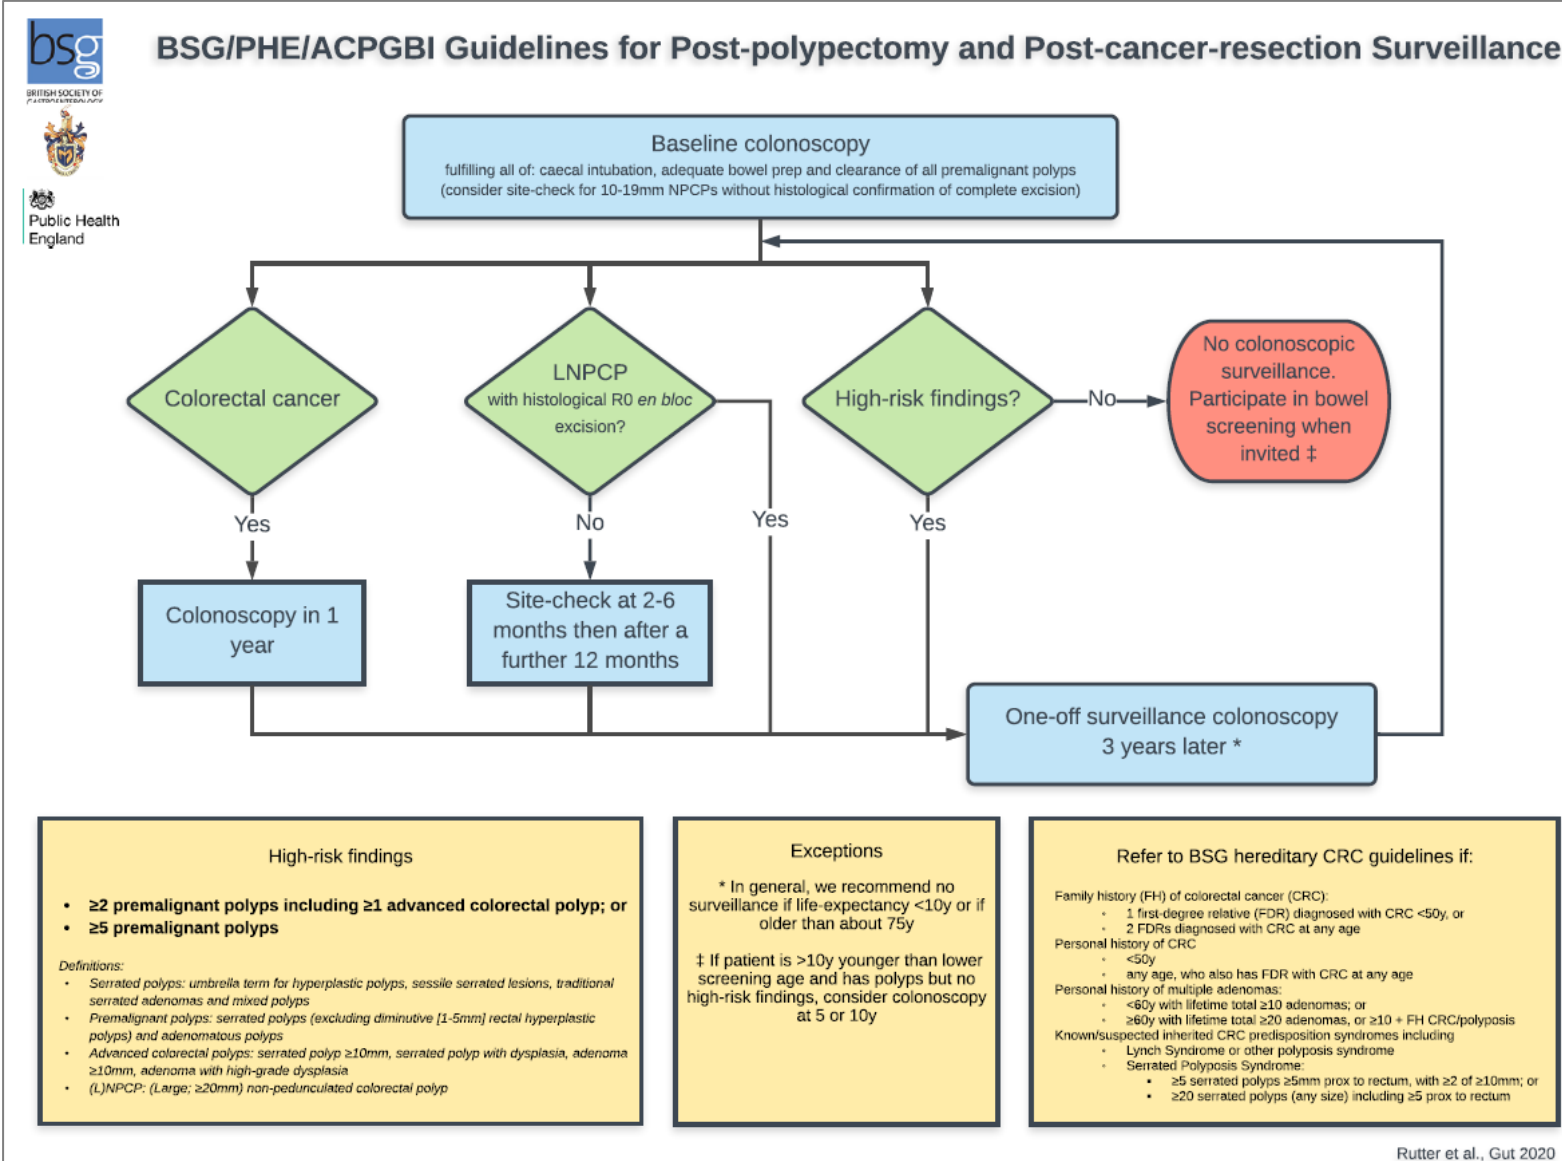 bsg
BRITISH SOCIETY OF
GASTROENTEROLOGY
Public Health
England
BSG/PHE/ACPGBI Guidelines for Post-polypectomy and Post-cancer-resection Surveillance
Baseline colonoscopy
fulfilling all of: caecal intubation, adequate bowel prep and clearance of all premalignant polyps
(consider site-check for 10-19mm NPCPs without histological confirmation of complete excision)
Colorectal cancer
LNPCP
with histological R0 en bloc
excision?
High-risk findings?
No
No colonoscopic
surveillance.
Participate in bowel
screening when
invited ‡
Yes
No
Yes
Yes
Colonoscopy in 1
year
Site-check at 2-6
months then after a
further 12 months
One-off surveillance colonoscopy
3 years later *
High-risk findings
• ≥2 premalignant polyps including ≥1 advanced colorectal polyp; or
• ≥5 premalignant polyps
Definitions:
• Serrated polyps: umbrella term for hyperplastic polyps, sessile serrated lesions, traditional
serrated adenomas and mixed polyps
• Premalignant polyps: serrated polyps (excluding diminutive [1-5mm] rectal hyperplastic
polyps) and adenomatous polyps
• Advanced colorectal polyps: serrated polyp ≥10mm, serrated polyp with dysplasia, adenoma
≥10mm, adenoma with high-grade dysplasia
• (L)NPCP: (Large; ≥20mm) non-pedunculated colorectal polyp
Exceptions
* In general, we recommend no
surveillance if life-expectancy <10y or if
older than about 75y
‡ If patient is >10y younger than lower
screening age and has polyps but no
high-risk findings, consider colonoscopy
at 5 or 10y
Refer to BSG hereditary CRC guidelines if:
Family history (FH) of colorectal cancer (CRC):
• 1 first-degree relative (FDR) diagnosed with CRC <50y, or
• 2 FDRs diagnosed with CRC at any age
Personal history of CRC
• <50y
• any age, who also has FDR with CRC at any age
Personal history of multiple adenomas:
• <60y with lifetime total ≥10 adenomas; or
• ≥60y with lifetime total ≥20 adenomas, or ≥10 + FH CRC/polyposis
Known/suspected inherited CRC predisposition syndromes including
• Lynch Syndrome or other polyposis syndrome
• Serrated Polyposis Syndrome:
▪ ≥5 serrated polyps ≥5mm prox to rectum, with ≥2 of ≥10mm; or
▪ ≥20 serrated polyps (any size) including ≥5 prox to rectum
Rutter et al., Gut 2020